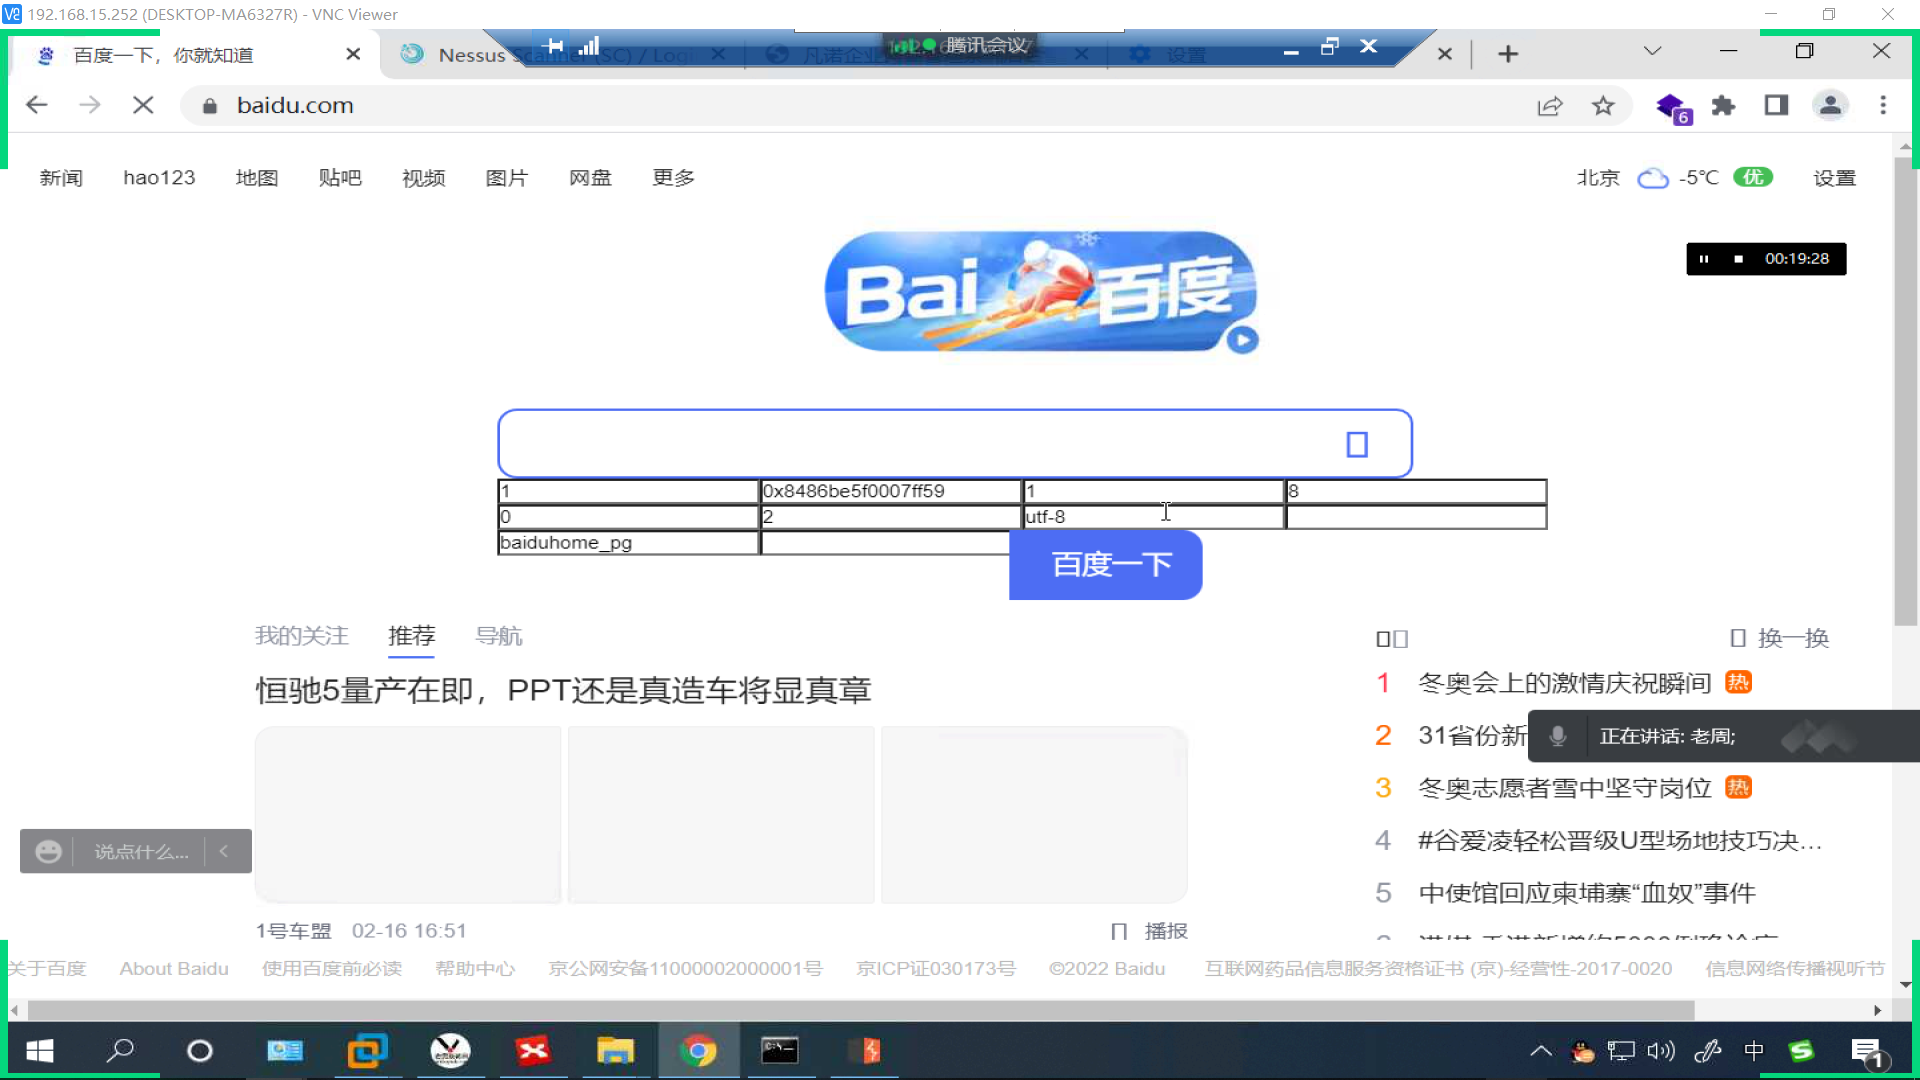 192.168.15.252 (DESKTOP-MA6327R) - VNC Viewer
百度一下，你就知道
Nessus Scanner (SC) / Logi
凡诺企业
腾讯会议
设置
baidu.com
6
新闻 hao123 地图 贴吧 视频 图片 网盘 更多
北京 -5℃ 优 设置
Bai 百度
00:19:28
1 0x8486be5f0007ff59 1 8
0 2 utf-8
baiduhome_pg
百度一下
我的关注 推荐 导航
换一换
恒驰5量产在即，PPT还是真造车将显真章
1 冬奥会上的激情庆祝瞬间 热
2 31省份新
正在讲话: 老周;
3 冬奥志愿者雪中坚守岗位 热
4 #谷爱凌轻松晋级U型场地技巧决...
说点什么...
5 中使馆回应柬埔寨“血奴”事件
1号车盟 02-16 16:51
播报
关于百度 About Baidu 使用百度前必读 帮助中心 京公网安备11000002000001号 京ICP证030173号 ©2022 Baidu 互联网药品信息服务资格证书 (京)-经营性-2017-0020 信息网络传播视听节
中
1